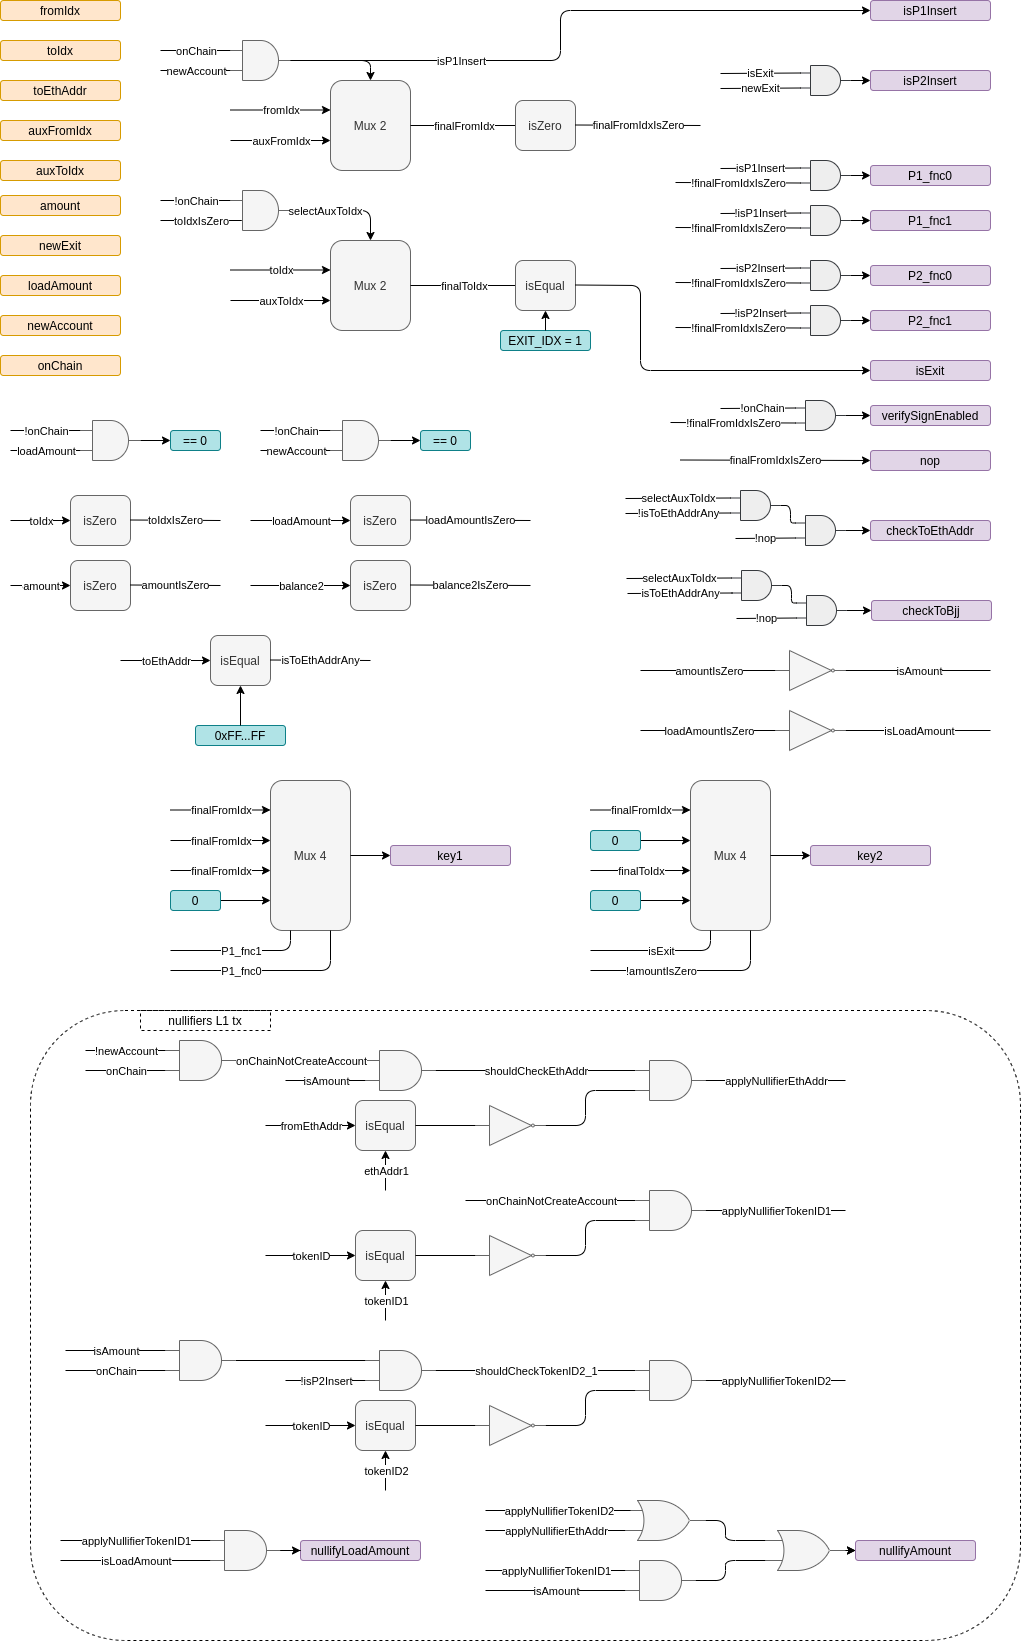 fromIdx
toIdx
toEthAddr
auxFromIdx
auxToIdx
amount
newExit
loadAmount
newAccount
onChain
onChain
newAccount
isP1Insert
isP1Insert
fromIdx
auxFromIdx
Mux 2
finalFromIdx
isZero
finalFromIdxIsZero
!onChain
toIdxIsZero
selectAuxToIdx
toIdx
auxToIdx
Mux 2
finalToIdx
isEqual
EXIT_IDX = 1
isExit
newExit
isP2Insert
isP1Insert
!finalFromIdxIsZero
P1_fnc0
!isP1Insert
!finalFromIdxIsZero
P1_fnc1
isP2Insert
!finalFromIdxIsZero
P2_fnc0
!isP2Insert
!finalFromIdxIsZero
P2_fnc1
isExit
!onChain
!finalFromIdxIsZero
verifySignEnabled
finalFromIdxIsZero
nop
!onChain
loadAmount
== 0
!onChain
newAccount
== 0
toIdx
isZero
toIdxIsZero
loadAmount
isZero
loadAmountIsZero
amount
isZero
amountIsZero
balance2
isZero
balance2IsZero
toEthAddr
isEqual
isToEthAddrAny
0xFF...FF
selectAuxToIdx
!isToEthAddrAny
!nop
checkToEthAddr
selectAuxToIdx
isToEthAddrAny
!nop
checkToBjj
amountIsZero
isAmount
loadAmountIsZero
isLoadAmount
finalFromIdx
finalFromIdx
finalFromIdx
0
Mux 4
key1
P1_fnc1
P1_fnc0
finalFromIdx
0
finalToIdx
0
Mux 4
key2
isExit
!amountIsZero
nullifiers L1 tx
!newAccount
onChain
onChainNotCreateAccount
isAmount
shouldCheckEthAddr
applyNullifierEthAddr
fromEthAddr
isEqual
ethAddr1
onChainNotCreateAccount
applyNullifierTokenID1
tokenID
isEqual
tokenID1
isAmount
onChain
!isP2Insert
shouldCheckTokenID2_1
applyNullifierTokenID2
tokenID
isEqual
tokenID2
applyNullifierTokenID1
isLoadAmount
nullifyLoadAmount
applyNullifierTokenID2
applyNullifierEthAddr
applyNullifierTokenID1
isAmount
nullifyAmount